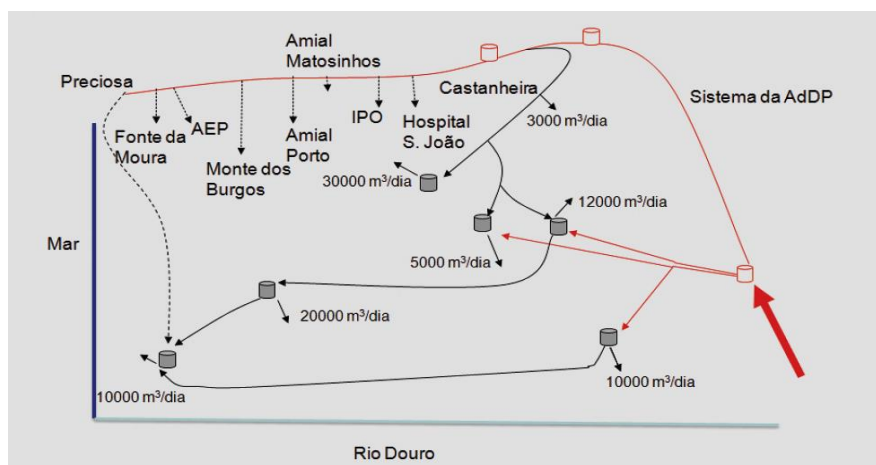 Amial
Matosinhos
Preciosa
Castanheira
Sistema da AdDP
Fonte da
Moura
AEP
Monte dos
Burgos
Amial
Porto
IPO
Hospital
S. João
3000 m³/dia
30000 m³/dia
12000 m³/dia
Mar
5000 m³/dia
20000 m³/dia
10000 m³/dia
10000 m³/dia
Rio Douro